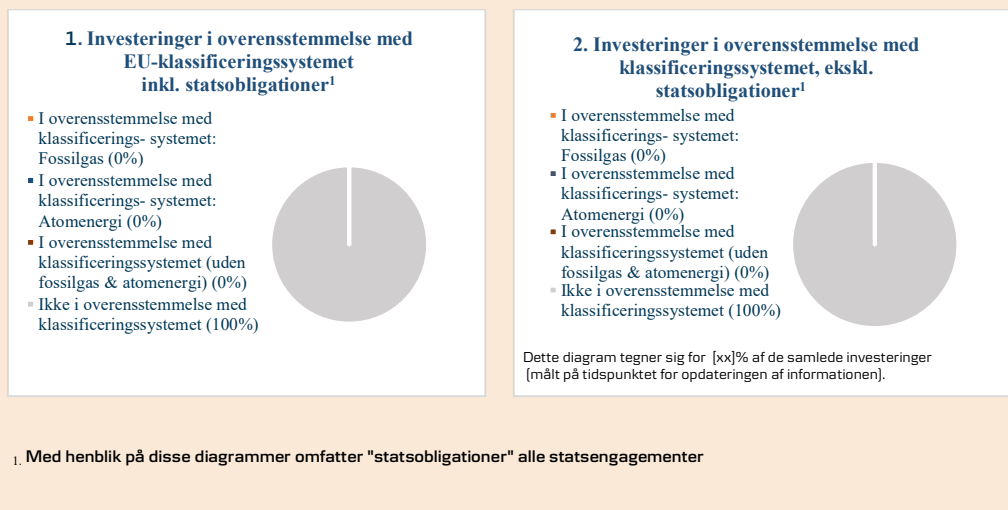 1. Investeringer i overensstemmelse med
EU-klassificeringssystemet
inkl. statsobligationer1
I overensstemmelse med
klassificerings- systemet:
Fossilgas (0%)
I overensstemmelse med
klassificerings- systemet:
Atomenergi (0%)
I overensstemmelse med
klassificeringssystemet (uden
fossilgas & atomenergi) (0%)
Ikke i overensstemmelse med
klassificeringssystemet (100%)
2. Investeringer i overensstemmelse med
klassificeringssystemet, ekskl.
statsobligationer1
I overensstemmelse med
klassificerings- systemet:
Fossilgas (0%)
I overensstemmelse med
klassificerings- systemet:
Atomenergi (0%)
I overensstemmelse med
klassificeringssystemet (uden
fossilgas & atomenergi) (0%)
Ikke i overensstemmelse med
klassificeringssystemet (100%)
Dette diagram tegner sig for [xx]% af de samlede investeringer
(målt på tidspunktet for opdateringen af informationen).
1. Med henblik på disse diagrammer omfatter "statsobligationer" alle statsengagementer